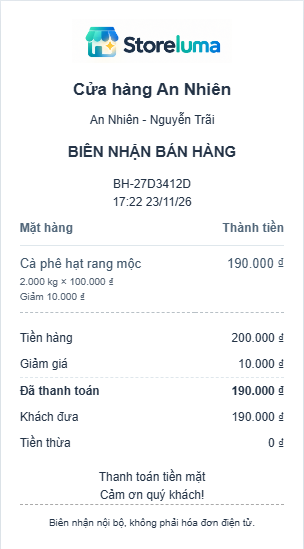 Storeluma
Cửa hàng An Nhiên
An Nhiên - Nguyễn Trãi
BIÊN NHẬN BÁN HÀNG
BH-27D3412D
17:22 23/11/26
Mặt hàng Thành tiền
Cà phê hạt rang mộc 190.000 ₫
2.000 kg × 100.000 ₫
Giảm 10.000 ₫
Tiền hàng 200.000 ₫
Giảm giá 10.000 ₫
Đã thanh toán 190.000 ₫
Khách đưa 190.000 ₫
Tiền thừa 0 ₫
Thanh toán tiền mặt
Cảm ơn quý khách!
Biên nhận nội bộ, không phải hóa đơn điện tử.